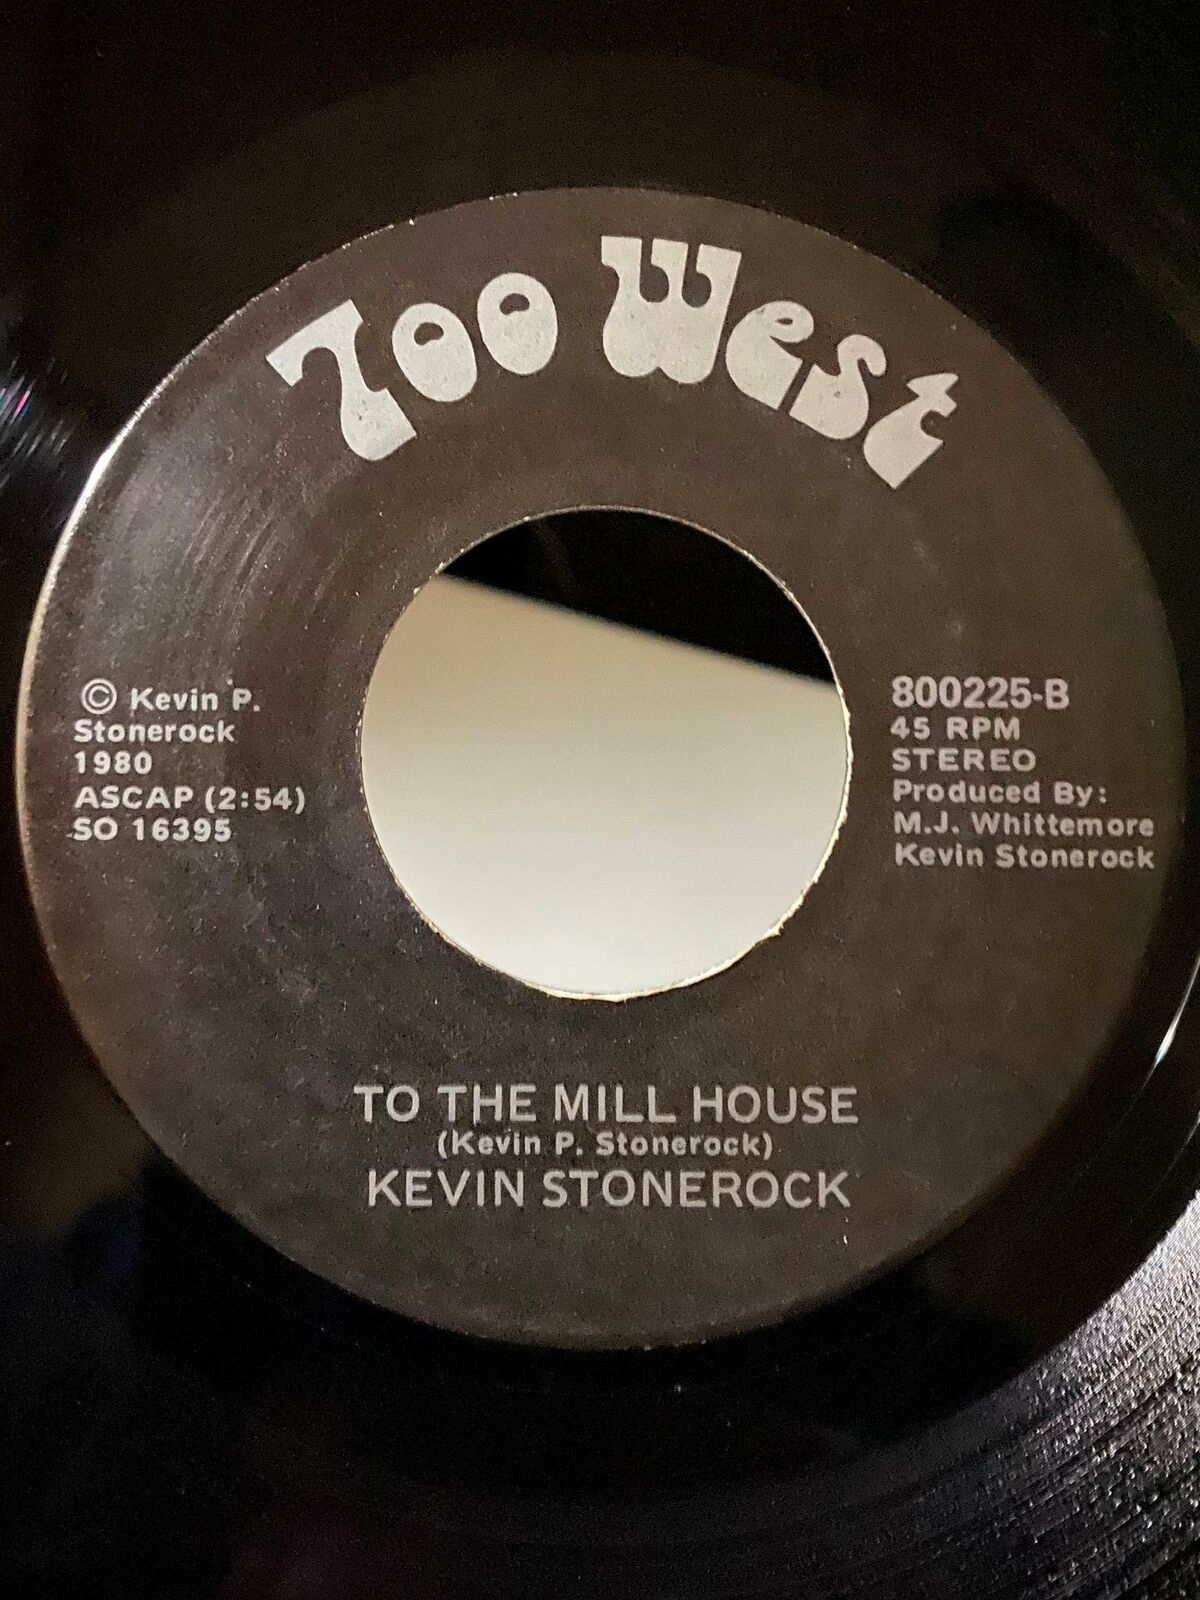 Too West
© Kevin P.
Stonerock
1980
ASCAP (2:54)
SO 16395
800225-B
45 RPM
STEREO
Produced By:
M.J. Whittemore
Kevin Stonerock
TO THE MILL HOUSE
(Kevin P. Stonerock)
KEVIN STONEROCK